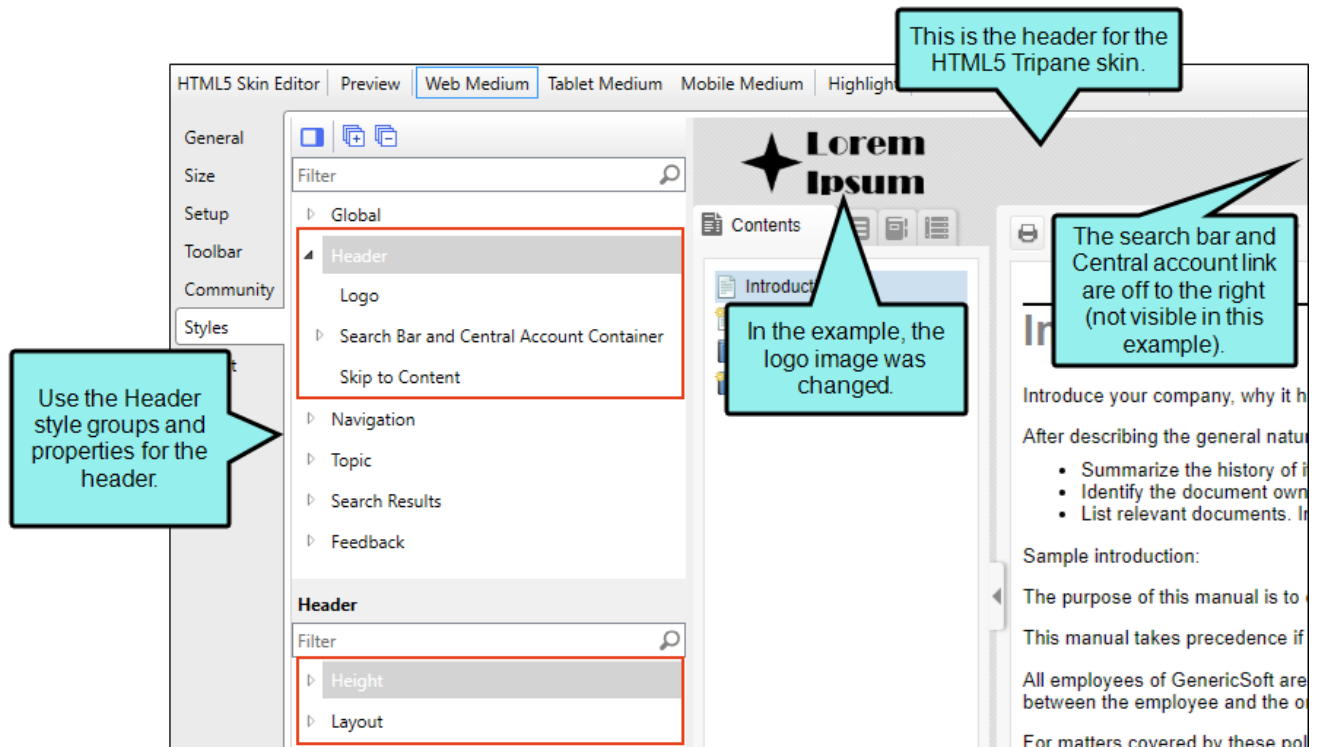 This is the header for the
HTML5 Tripane skin.
HTML5 Skin Editor Preview Web Medium Tablet Medium Mobile Medium Highlight
General
Size
Setup
Toolbar
Community
Styles
Filter
Global
Header
Logo
Search Bar and Central Account Container
Skip to Content
Navigation
Topic
Search Results
Feedback
Header
Filter
Height
Layout
Use the Header
style groups and
properties for the
header.
Lorem
Ipsum
Contents
In the example, the
logo image was
changed.
The search bar and
Central account link
are off to the right
(not visible in this
example).
Introduce your company, why it h
After describing the general natu
• Summarize the history of i
• Identify the document own
• List relevant documents. I
Sample introduction:
The purpose of this manual is to
This manual takes precedence if
All employees of GenericSoft are
between the employee and the o
For matters covered by these pol